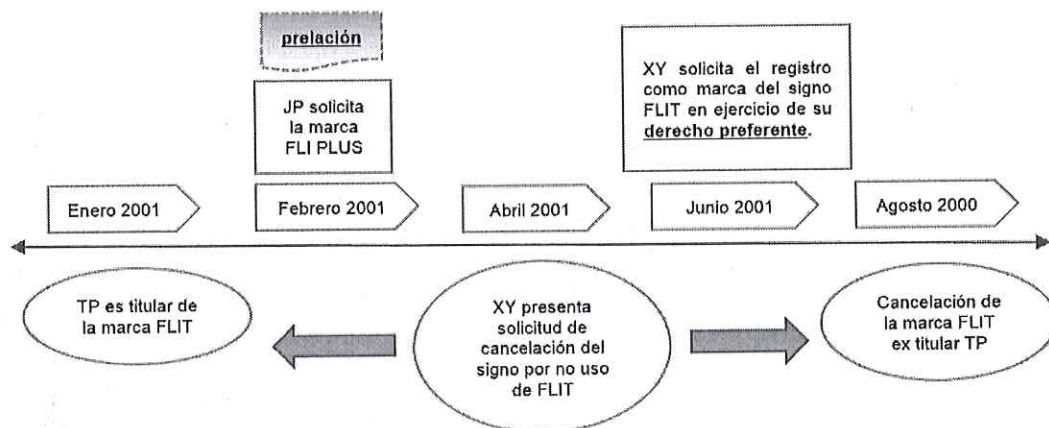 prelación
JP solicita
la marca
FLI PLUS
XY solicita el registro
como marca del signo
FLIT en ejercicio de su
derecho preferente.
Enero 2001
Febrero 2001
Abril 2001
Junio 2001
Agosto 2000
TP es titular de
la marca FLIT
XY presenta
solicitud de
cancelación del
signo por no uso
de FLIT
Cancelación de
la marca FLIT
ex titular TP